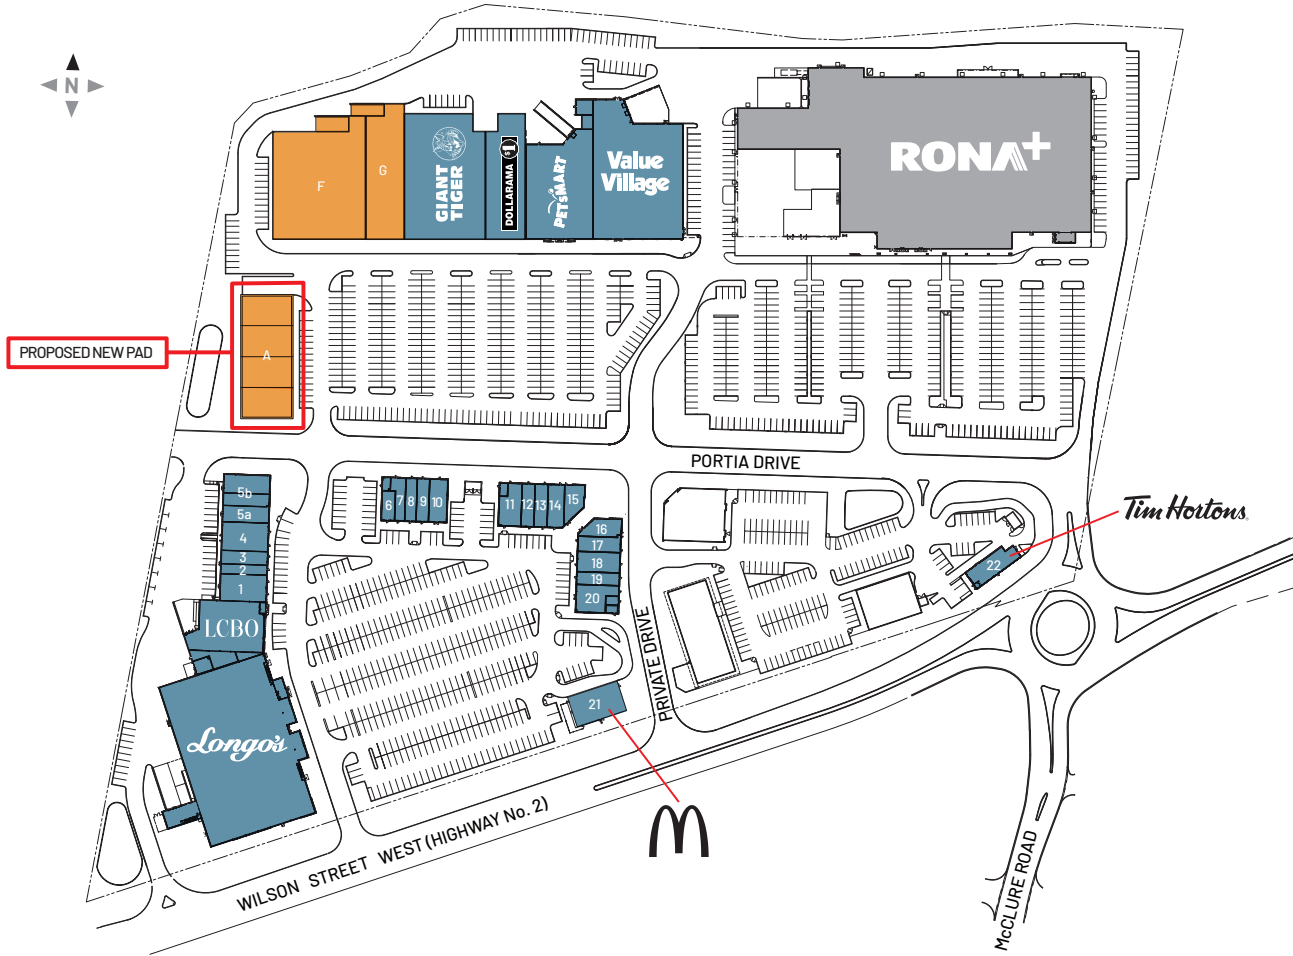 N
RONA+
Value
Village
GIANT
TIGER
DOLLARAMA $1
PETSMART
F
G
PROPOSED NEW PAD
A
PORTIA DRIVE
Tim Hortons
5b
5a
4
3
2
1
6
7
8
9
10
11
12
13
14
15
16
17
18
19
20
22
LCBO
PRIVATE DRIVE
21
Longo's
WILSON STREET WEST (HIGHWAY No. 2)
McCLURE ROAD